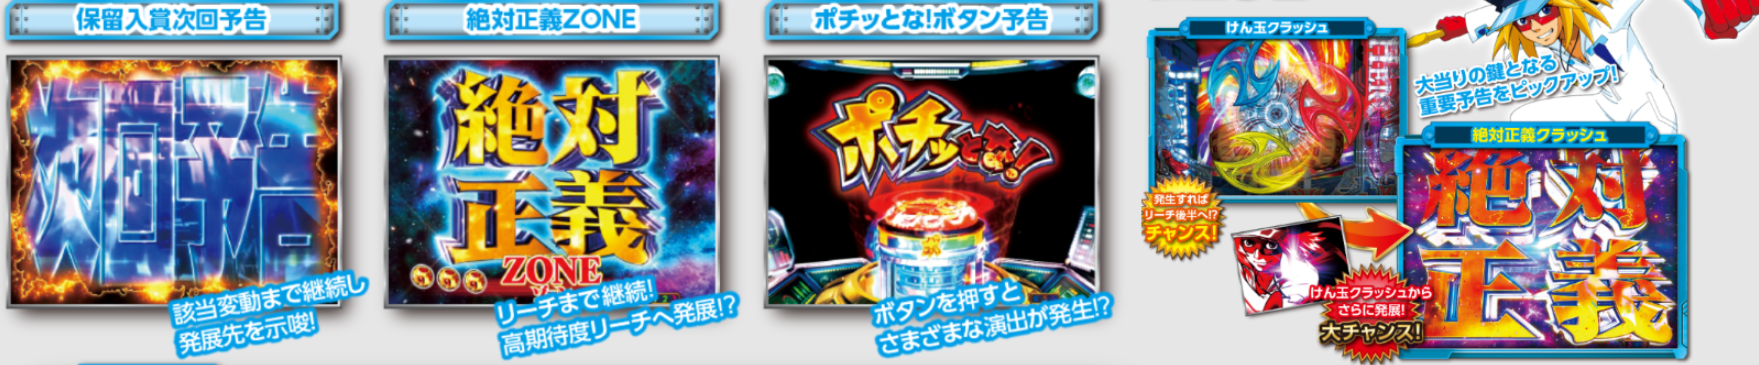 保留入賞次回予告
次回予告
該当変動まで継続し
発展先を示唆!
絶対正義ZONE
絶対
正義
ZONE
リーチまで継続!
高期待度リーチへ発展!?
ポチッとな!ボタン予告
ポチッとな!
ボタンを押すと
さまざまな演出が発生!?
けん玉クラッシュ
発生すれば
リーチ後半へ!?
チャンス!
大当りの鍵となる
重要予告をピックアップ!
絶対正義クラッシュ
絶対
正義
けん玉クラッシュから
さらに発展!
大チャンス!